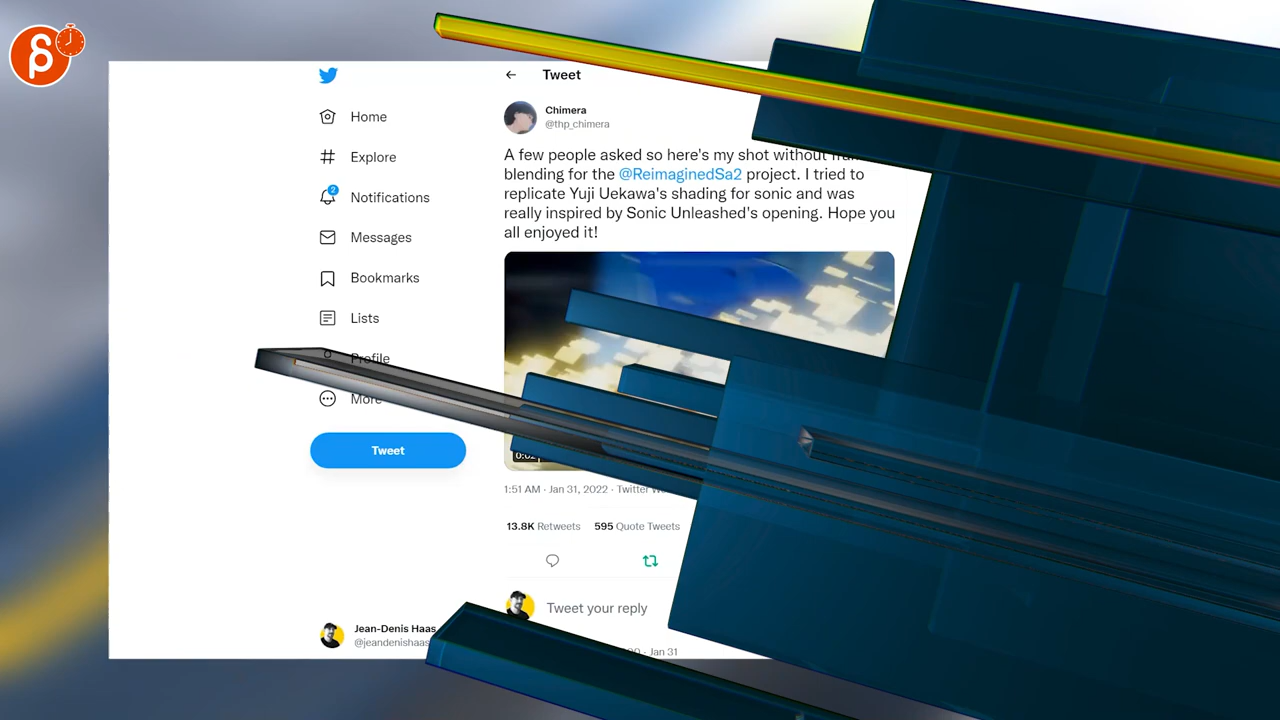 Home
Explore
2
Notifications
Messages
Bookmarks
Lists
Profile
More
Tweet
Jean-Denis Haas
@jeandenishaas
Tweet
Chimera
@thp_chimera
A few people asked so here's my shot without
blending for the @ReimaginedSa2 project. I tried to
replicate Yuji Uekawa's shading for sonic and was
really inspired by Sonic Unleashed's opening. Hope you
all enjoyed it!
1:51 AM · Jan 31, 2022 · Twitter
13.8K Retweets 595 Quote Tweets
Tweet your reply
Jan 31